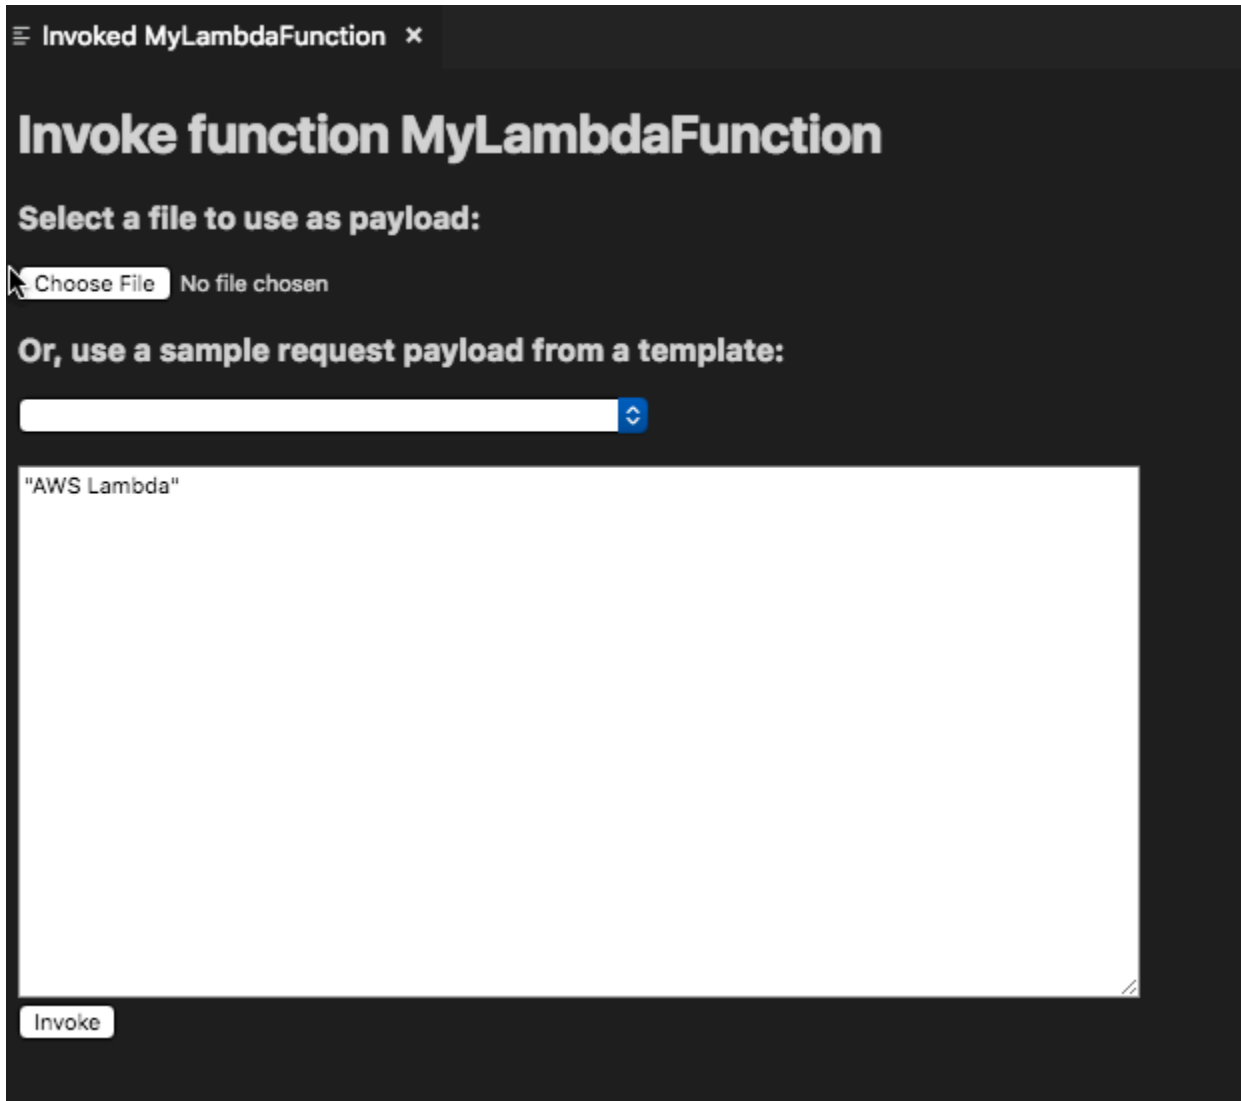 Invoked MyLambdaFunction
Invoke function MyLambdaFunction
Select a file to use as payload:
Choose File No file chosen
Or, use a sample request payload from a template:
"AWS Lambda"
Invoke